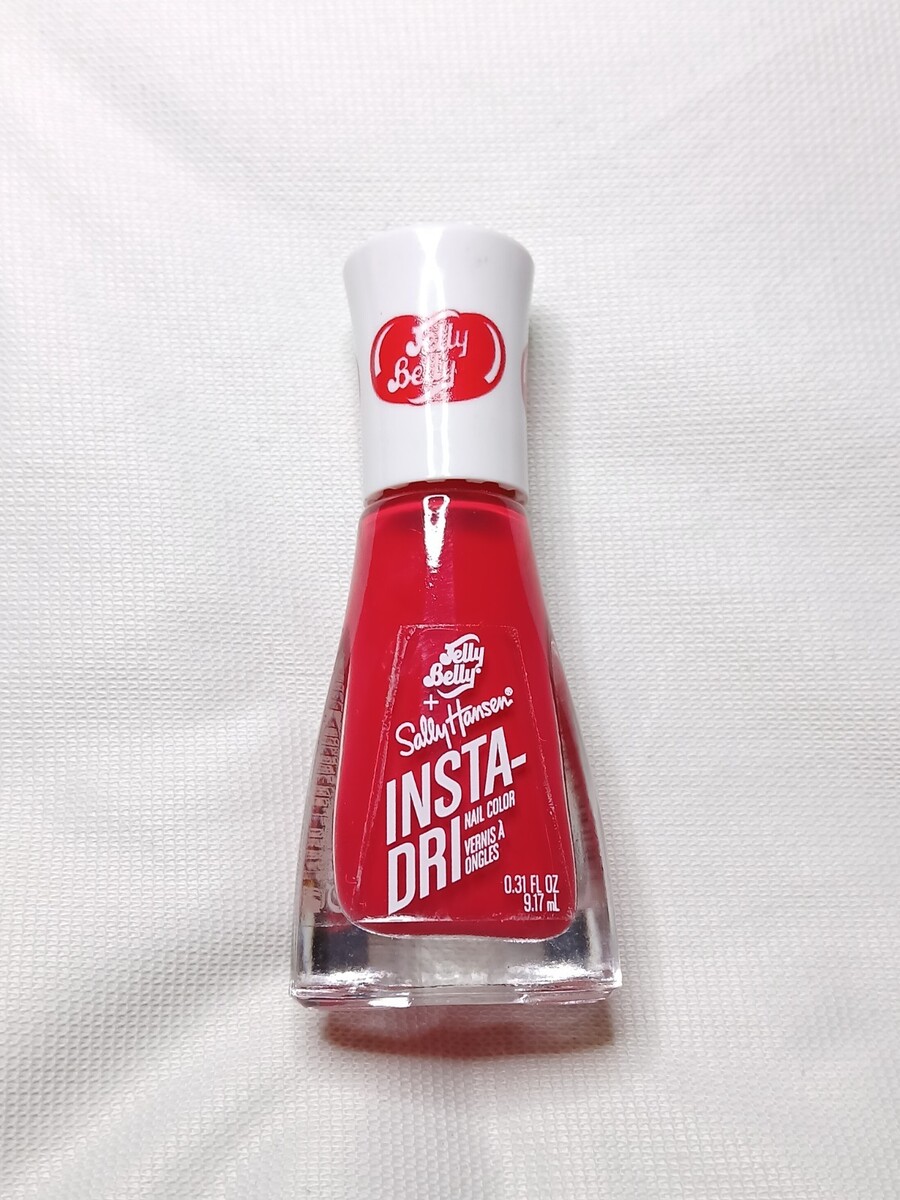 Jelly
Belly
Jelly
Belly®
+
Sally Hansen®
INSTA-
DRI
NAIL COLOR
VERNIS À
ONGLES
0.31 FL OZ
9.17 mL